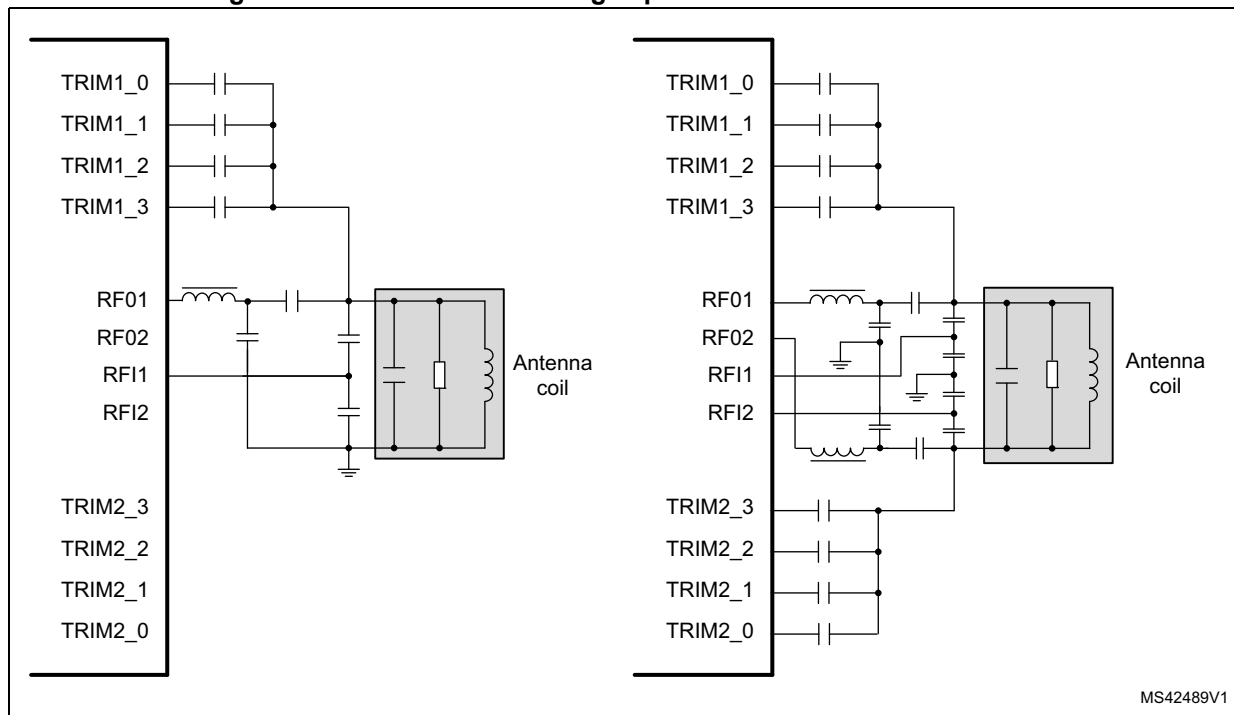 TRIM1_0
TRIM1_1
TRIM1_2
TRIM1_3
RF01
RF02
RFI1
RFI2
TRIM2_3
TRIM2_2
TRIM2_1
TRIM2_0
Antenna
coil
TRIM1_0
TRIM1_1
TRIM1_2
TRIM1_3
RF01
RF02
RFI1
RFI2
TRIM2_3
TRIM2_2
TRIM2_1
TRIM2_0
Antenna
coil
MS42489V1